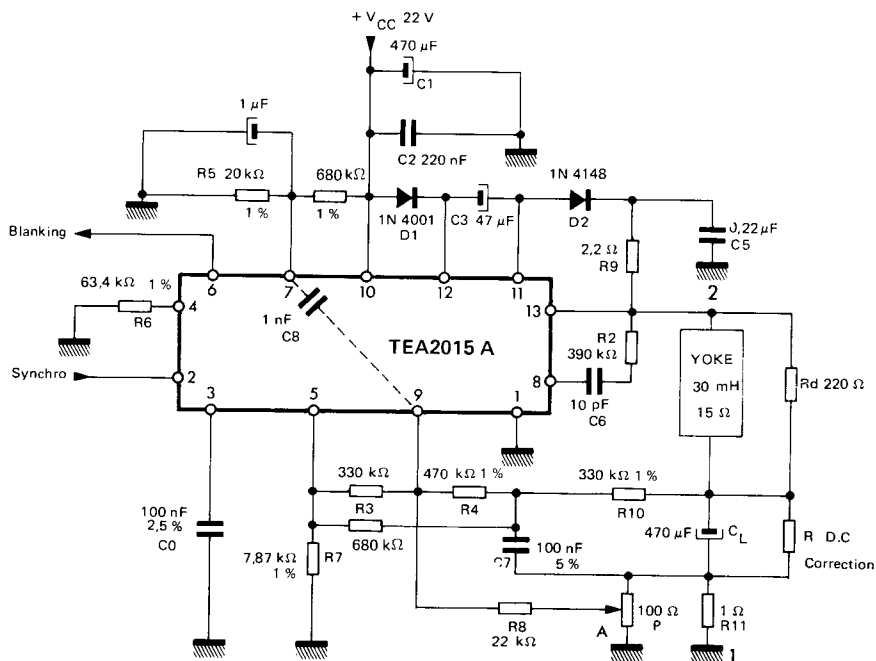 + VCC 22 V
470 µF
C1
1 µF
C2 220 nF
R5 20 kΩ
1 %
680 kΩ
1 %
1N 4001
D1
C3 47 µF
1N 4148
D2
0,22 µF
C5
2,2 Ω
R9
2
Blanking
63,4 kΩ 1 %
R6
6
7
10
12
11
4
13
1 nF
C8
TEA2015 A
R2
390 kΩ
YOKE
30 mH
15 Ω
Rd 220 Ω
Synchro
2
8
10 pF
C6
3
5
9
1
330 kΩ
R3
470 kΩ 1 %
R4
330 kΩ 1 %
R10
100 nF
2,5 %
C0
680 kΩ
7,87 kΩ
1 %
R7
C7
100 nF
5 %
470 µF
CL
R D.C
Correction
R8
22 kΩ
A
100 Ω
P
1 Ω
R11
1